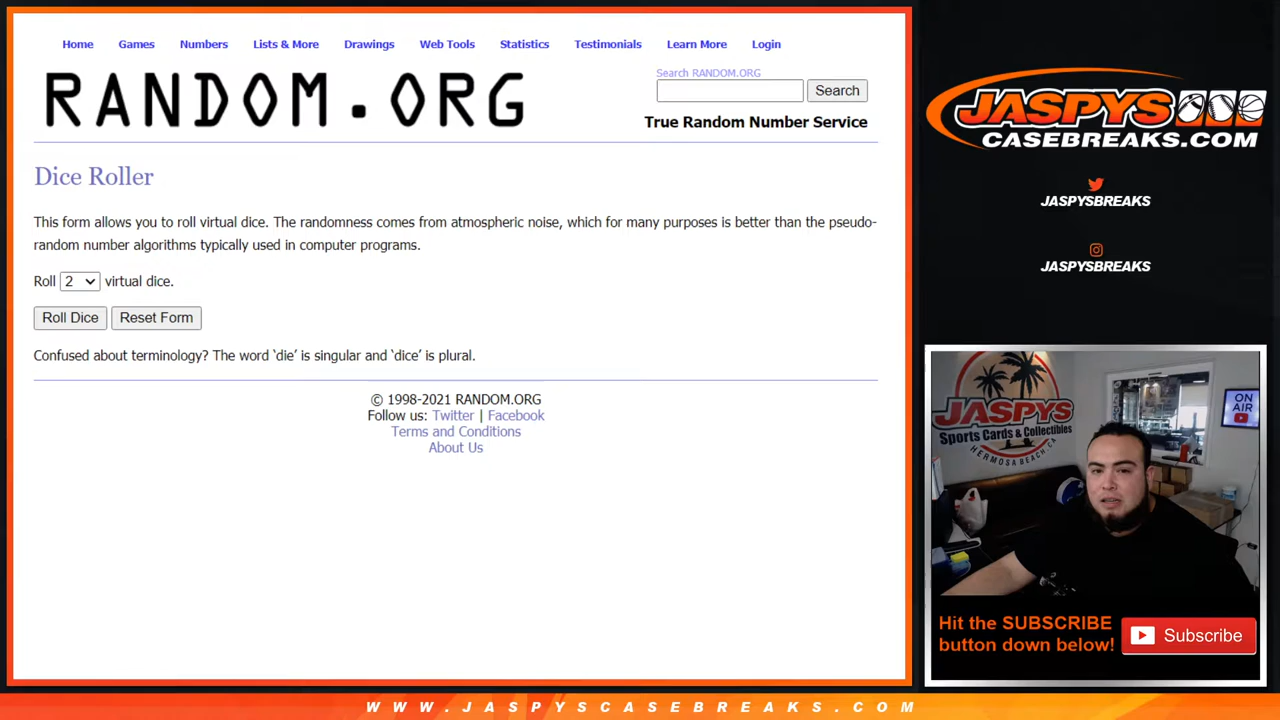 Home Games Numbers Lists & More Drawings Web Tools Statistics Testimonials Learn More Login
RANDOM.ORG
Search RANDOM.ORG
Search
True Random Number Service
Dice Roller
This form allows you to roll virtual dice. The randomness comes from atmospheric noise, which for many purposes is better than the pseudo-
random number algorithms typically used in computer programs.
Roll 2 virtual dice.
Roll Dice Reset Form
Confused about terminology? The word ‘die’ is singular and ‘dice’ is plural.
© 1998-2021 RANDOM.ORG
Follow us: Twitter | Facebook
Terms and Conditions
About Us
JASPYS
CASEBREAKS.COM
JASPYSBREAKS
JASPYSBREAKS
JASPYS
Sports Cards & Collectibles
HERMOSA BEACH CA
ON
AIR
Hit the SUBSCRIBE
button down below!
Subscribe
WWW.JASPYSCASEBREAKS.COM